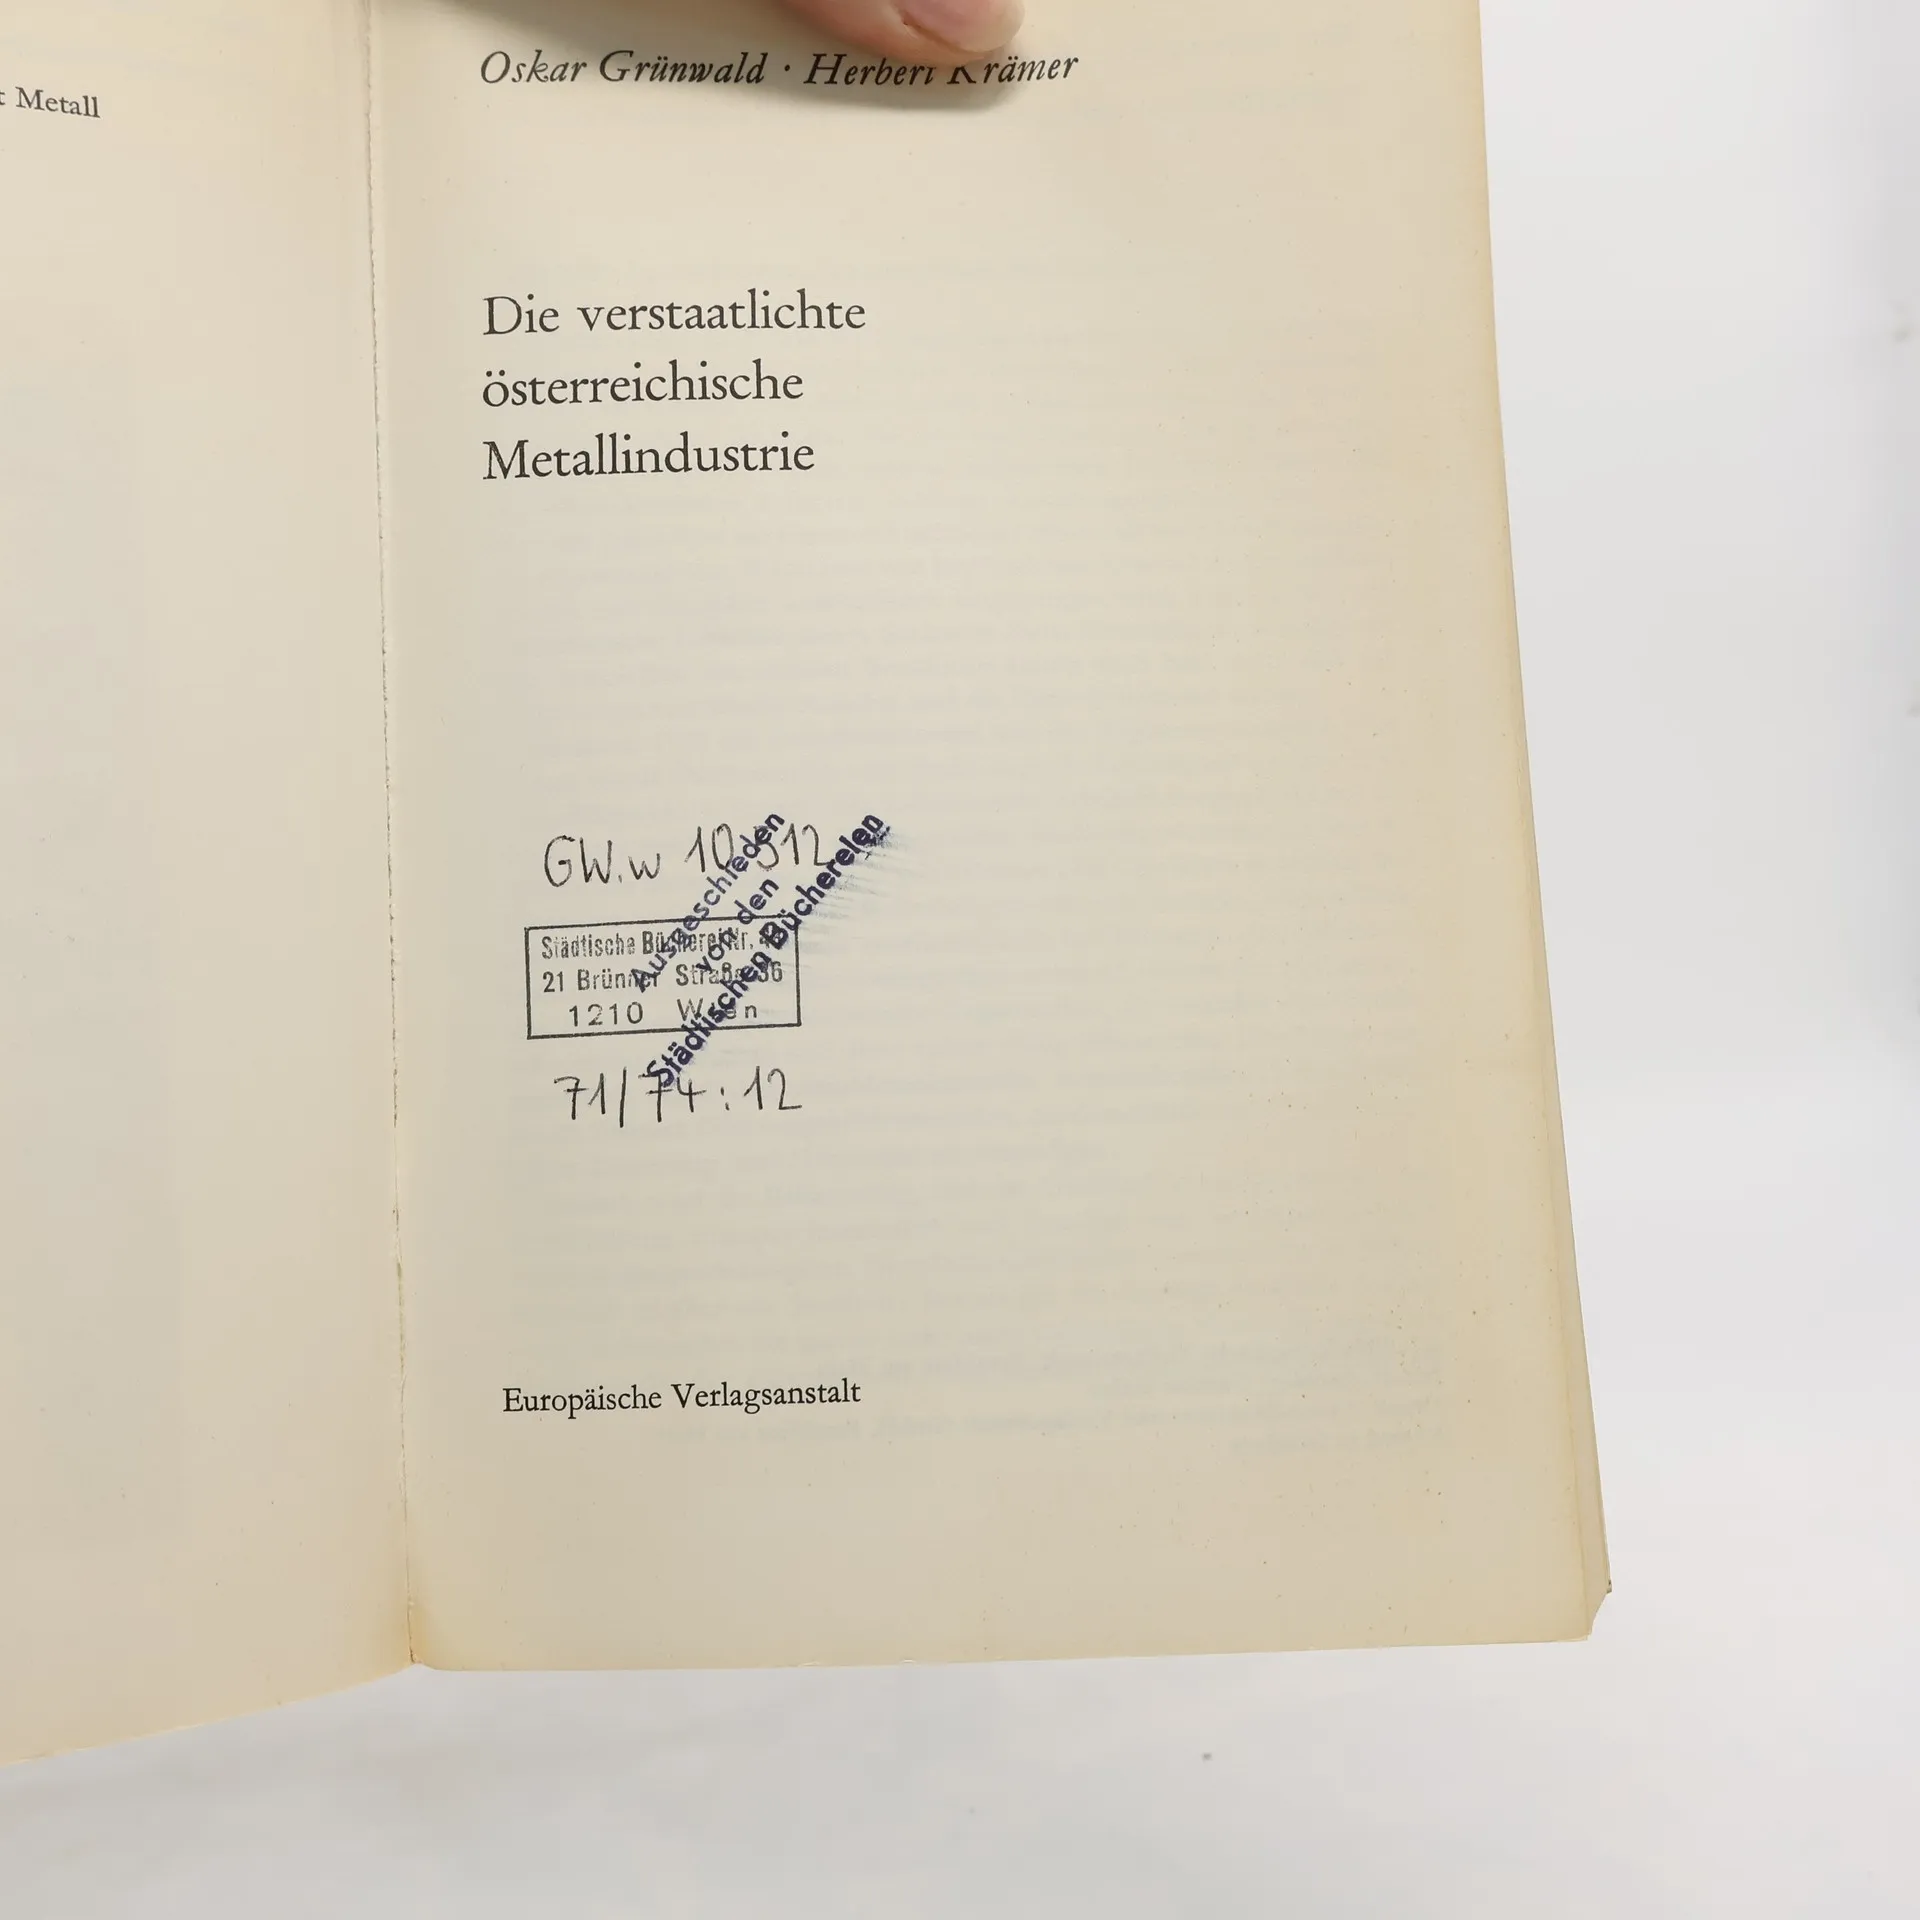 Metall
Oskar Grünwald · Herbert Krämer
Die verstaatlichte
österreichische
Metallindustrie
GW.w
Ausgeschieden
von den
Städtischen Büchereien
Städtische Bücherei Nr.
21 Brünner Straße 36
1210 Wien
71/74:12
Europäische Verlagsanstalt